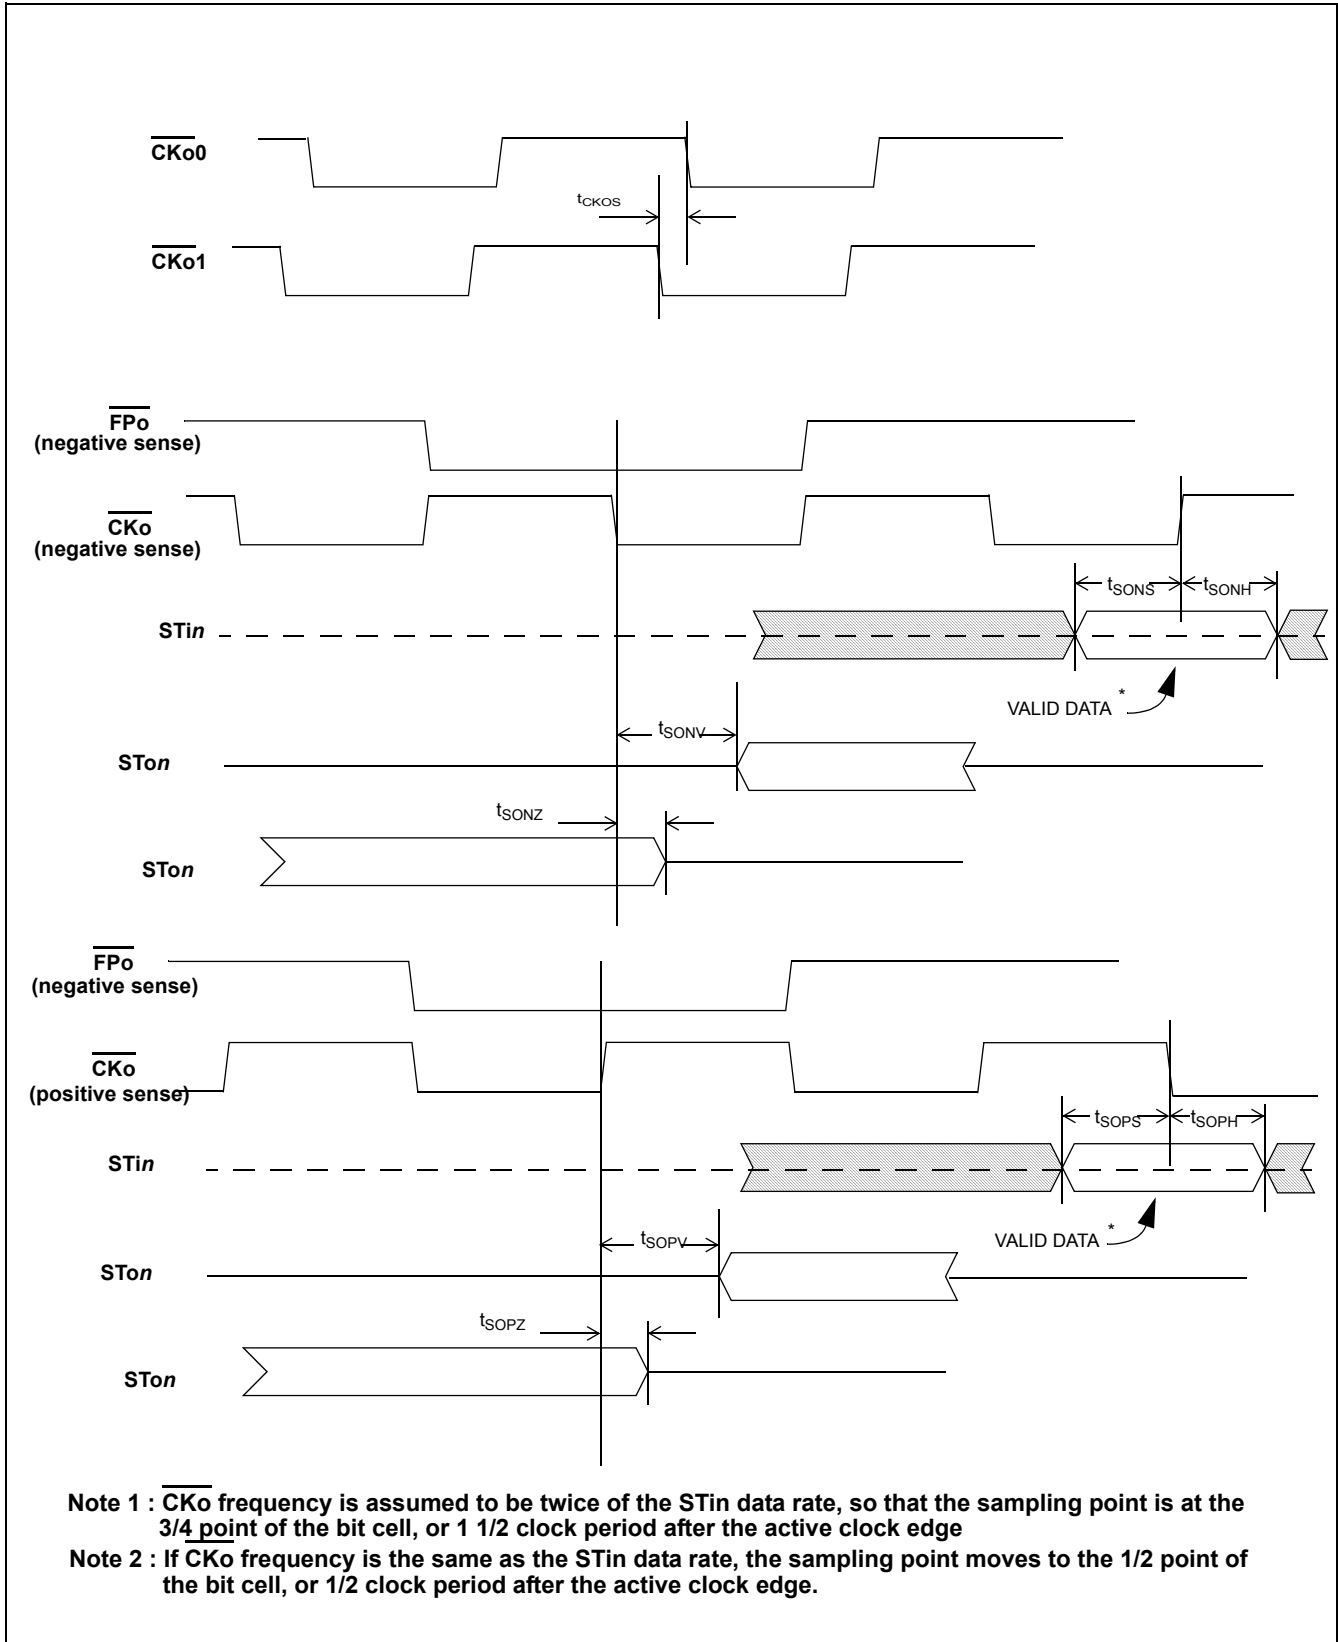 CKo0
tCKOS
CKo1
FPo
(negative sense)
CKo
(negative sense)
tSONS
tSONH
STin
VALID DATA *
tSONV
STon
tSONZ
STon
FPo
(negative sense)
CKo
(positive sense)
tSOPS
tSOPH
STin
VALID DATA *
tSOPV
STon
tSOPZ
STon
Note 1 : CKo frequency is assumed to be twice of the STin data rate, so that the sampling point is at the
3/4 point of the bit cell, or 1 1/2 clock period after the active clock edge
Note 2 : If CKo frequency is the same as the STin data rate, the sampling point moves to the 1/2 point of
the bit cell, or 1/2 clock period after the active clock edge.